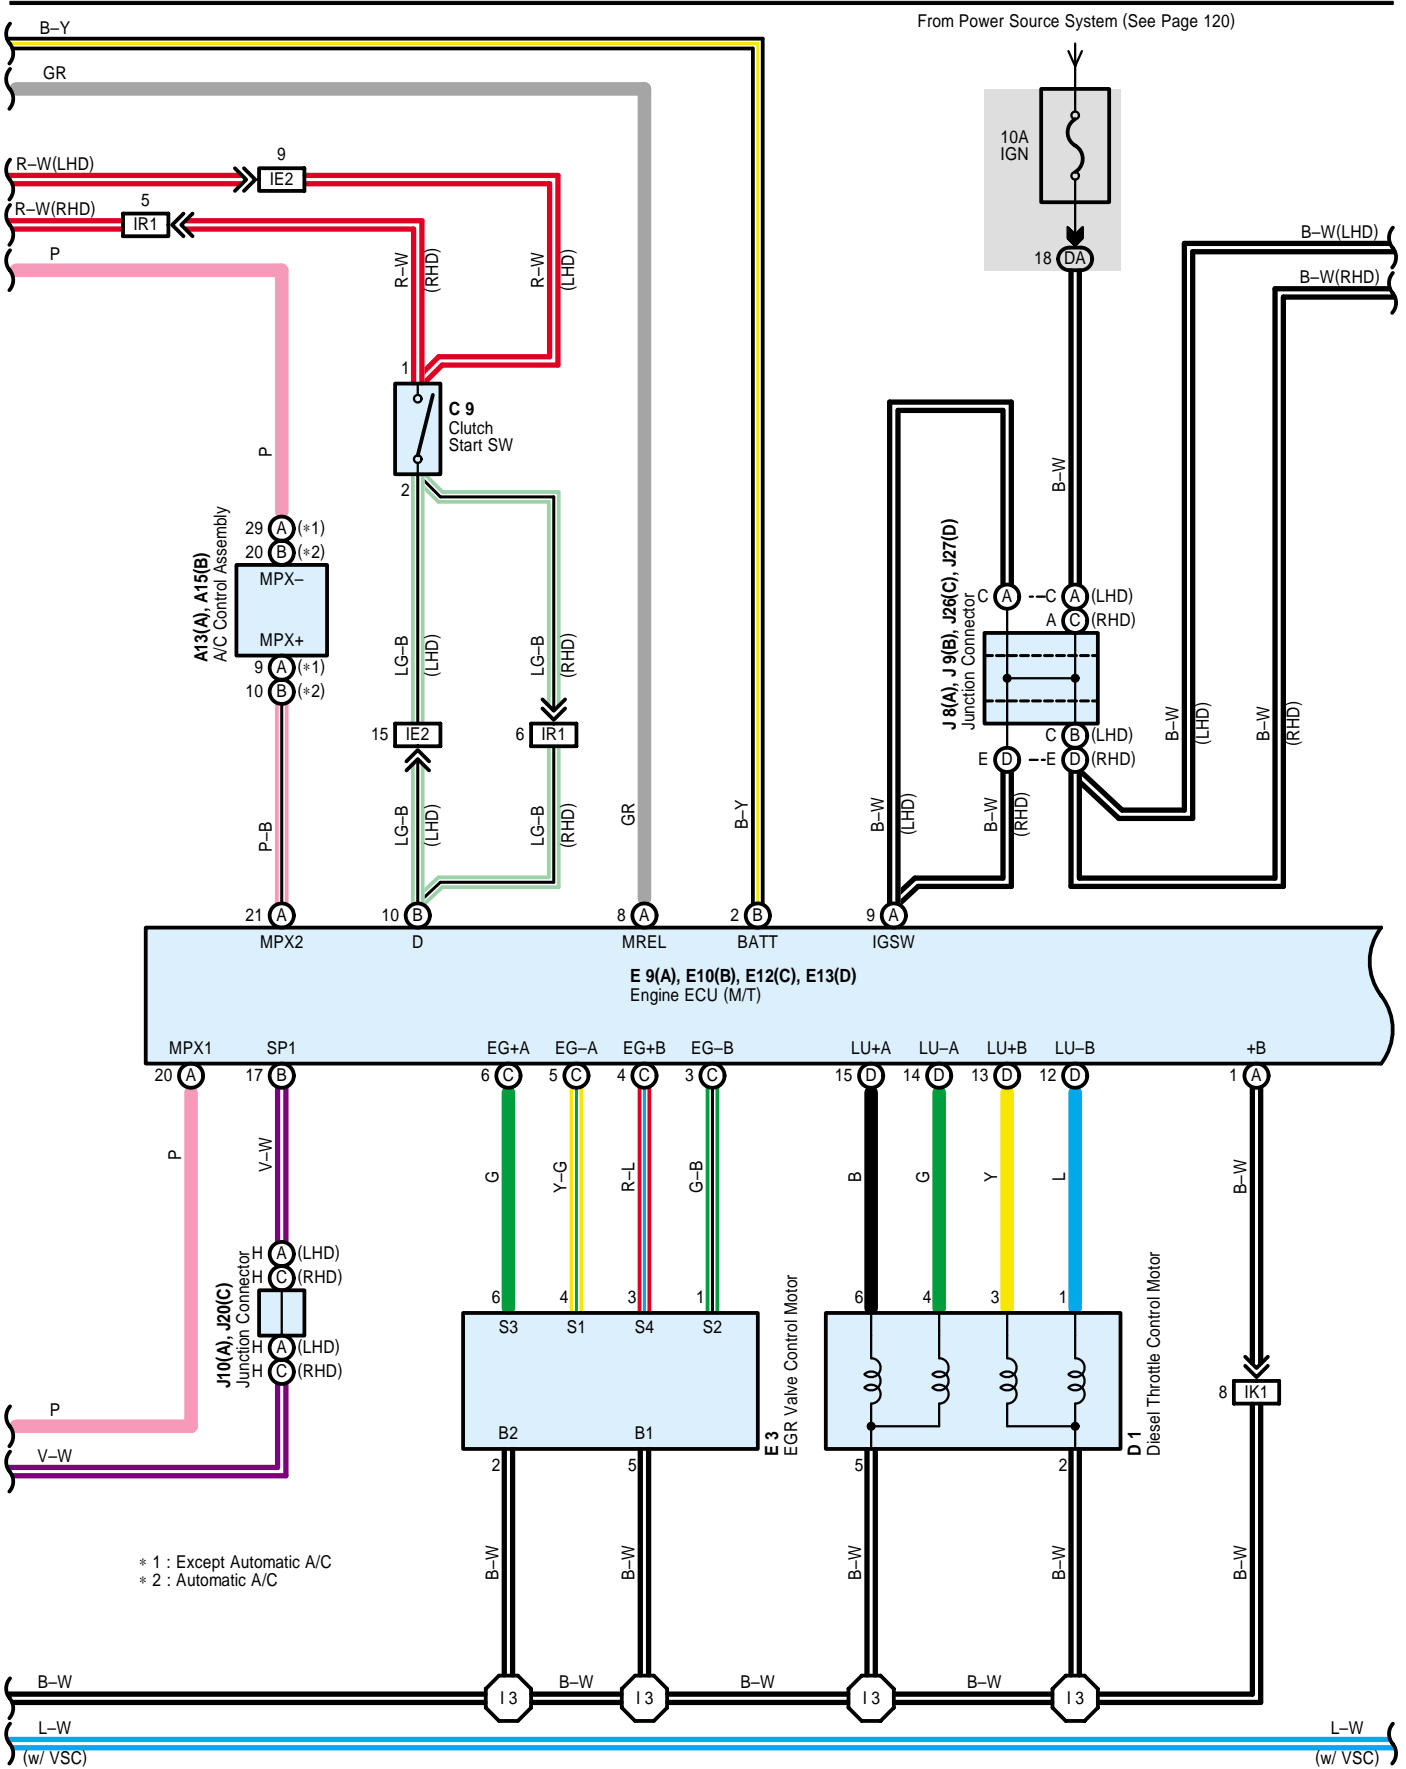 From Power Source System (See Page 120)
B–Y
GR
10A
IGN
R–W(LHD)
9
IE2
R–W(RHD)
5
IR1
P
18 DA
B–W(LHD)
B–W(RHD)
R–W
(RHD)
R–W
(LHD)
1
C 9
Clutch
Start SW
2
P
B–W
29 A (*1)
20 B (*2)
MPX–
MPX+
9 A (*1)
10 B (*2)
A13(A), A15(B)
A/C Control Assembly
LG–B
(LHD)
LG–B
(RHD)
15 IE2
6 IR1
J 8(A), J 9(B), J26(C), J27(D)
Junction Connector
C A --- C A (LHD)
A C (RHD)
C B (LHD)
E D --- E D (RHD)
B–W
(LHD)
B–W
(RHD)
P–B
LG–B
(LHD)
LG–B
(RHD)
GR
B–Y
B–W
(LHD)
B–W
(RHD)
21 A
10 B
8 A
2 B
9 A
MPX2
D
MREL
BATT
IGSW
E 9(A), E10(B), E12(C), E13(D)
Engine ECU (M/T)
MPX1
SP1
EG+A
EG–A
EG+B
EG–B
LU+A
LU–A
LU+B
LU–B
+B
20 A
17 B
6 C
5 C
4 C
3 C
15 D
14 D
13 D
12 D
1 A
P
V–W
G
Y–G
R–L
G–B
B
G
Y
L
B–W
H A (LHD)
H C (RHD)
H A (LHD)
H C (RHD)
J10(A), J20(C)
Junction Connector
6
4
3
1
S3
S1
S4
S2
B2
B1
2
5
E 3
EGR Valve Control Motor
6
4
3
1
5
2
D 1
Diesel Throttle Control Motor
8 IK1
P
V–W
B–W
B–W
B–W
B–W
B–W
* 1 : Except Automatic A/C
* 2 : Automatic A/C
B–W
I 3
B–W
I 3
B–W
I 3
B–W
I 3
L–W
(w/ VSC)
L–W
(w/ VSC)